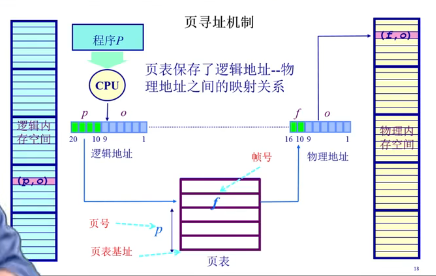 页寻址机制
程序P
CPU
页表保存了逻辑地址--物
理地址之间的映射关系
(f,o)
p o
f o
逻辑内
存空间
物理内
存空间
20 10 9 1
16 10 9 1
逻辑地址
物理地址
帧号
(p,o)
f
页号
p
页表基址
页表
18